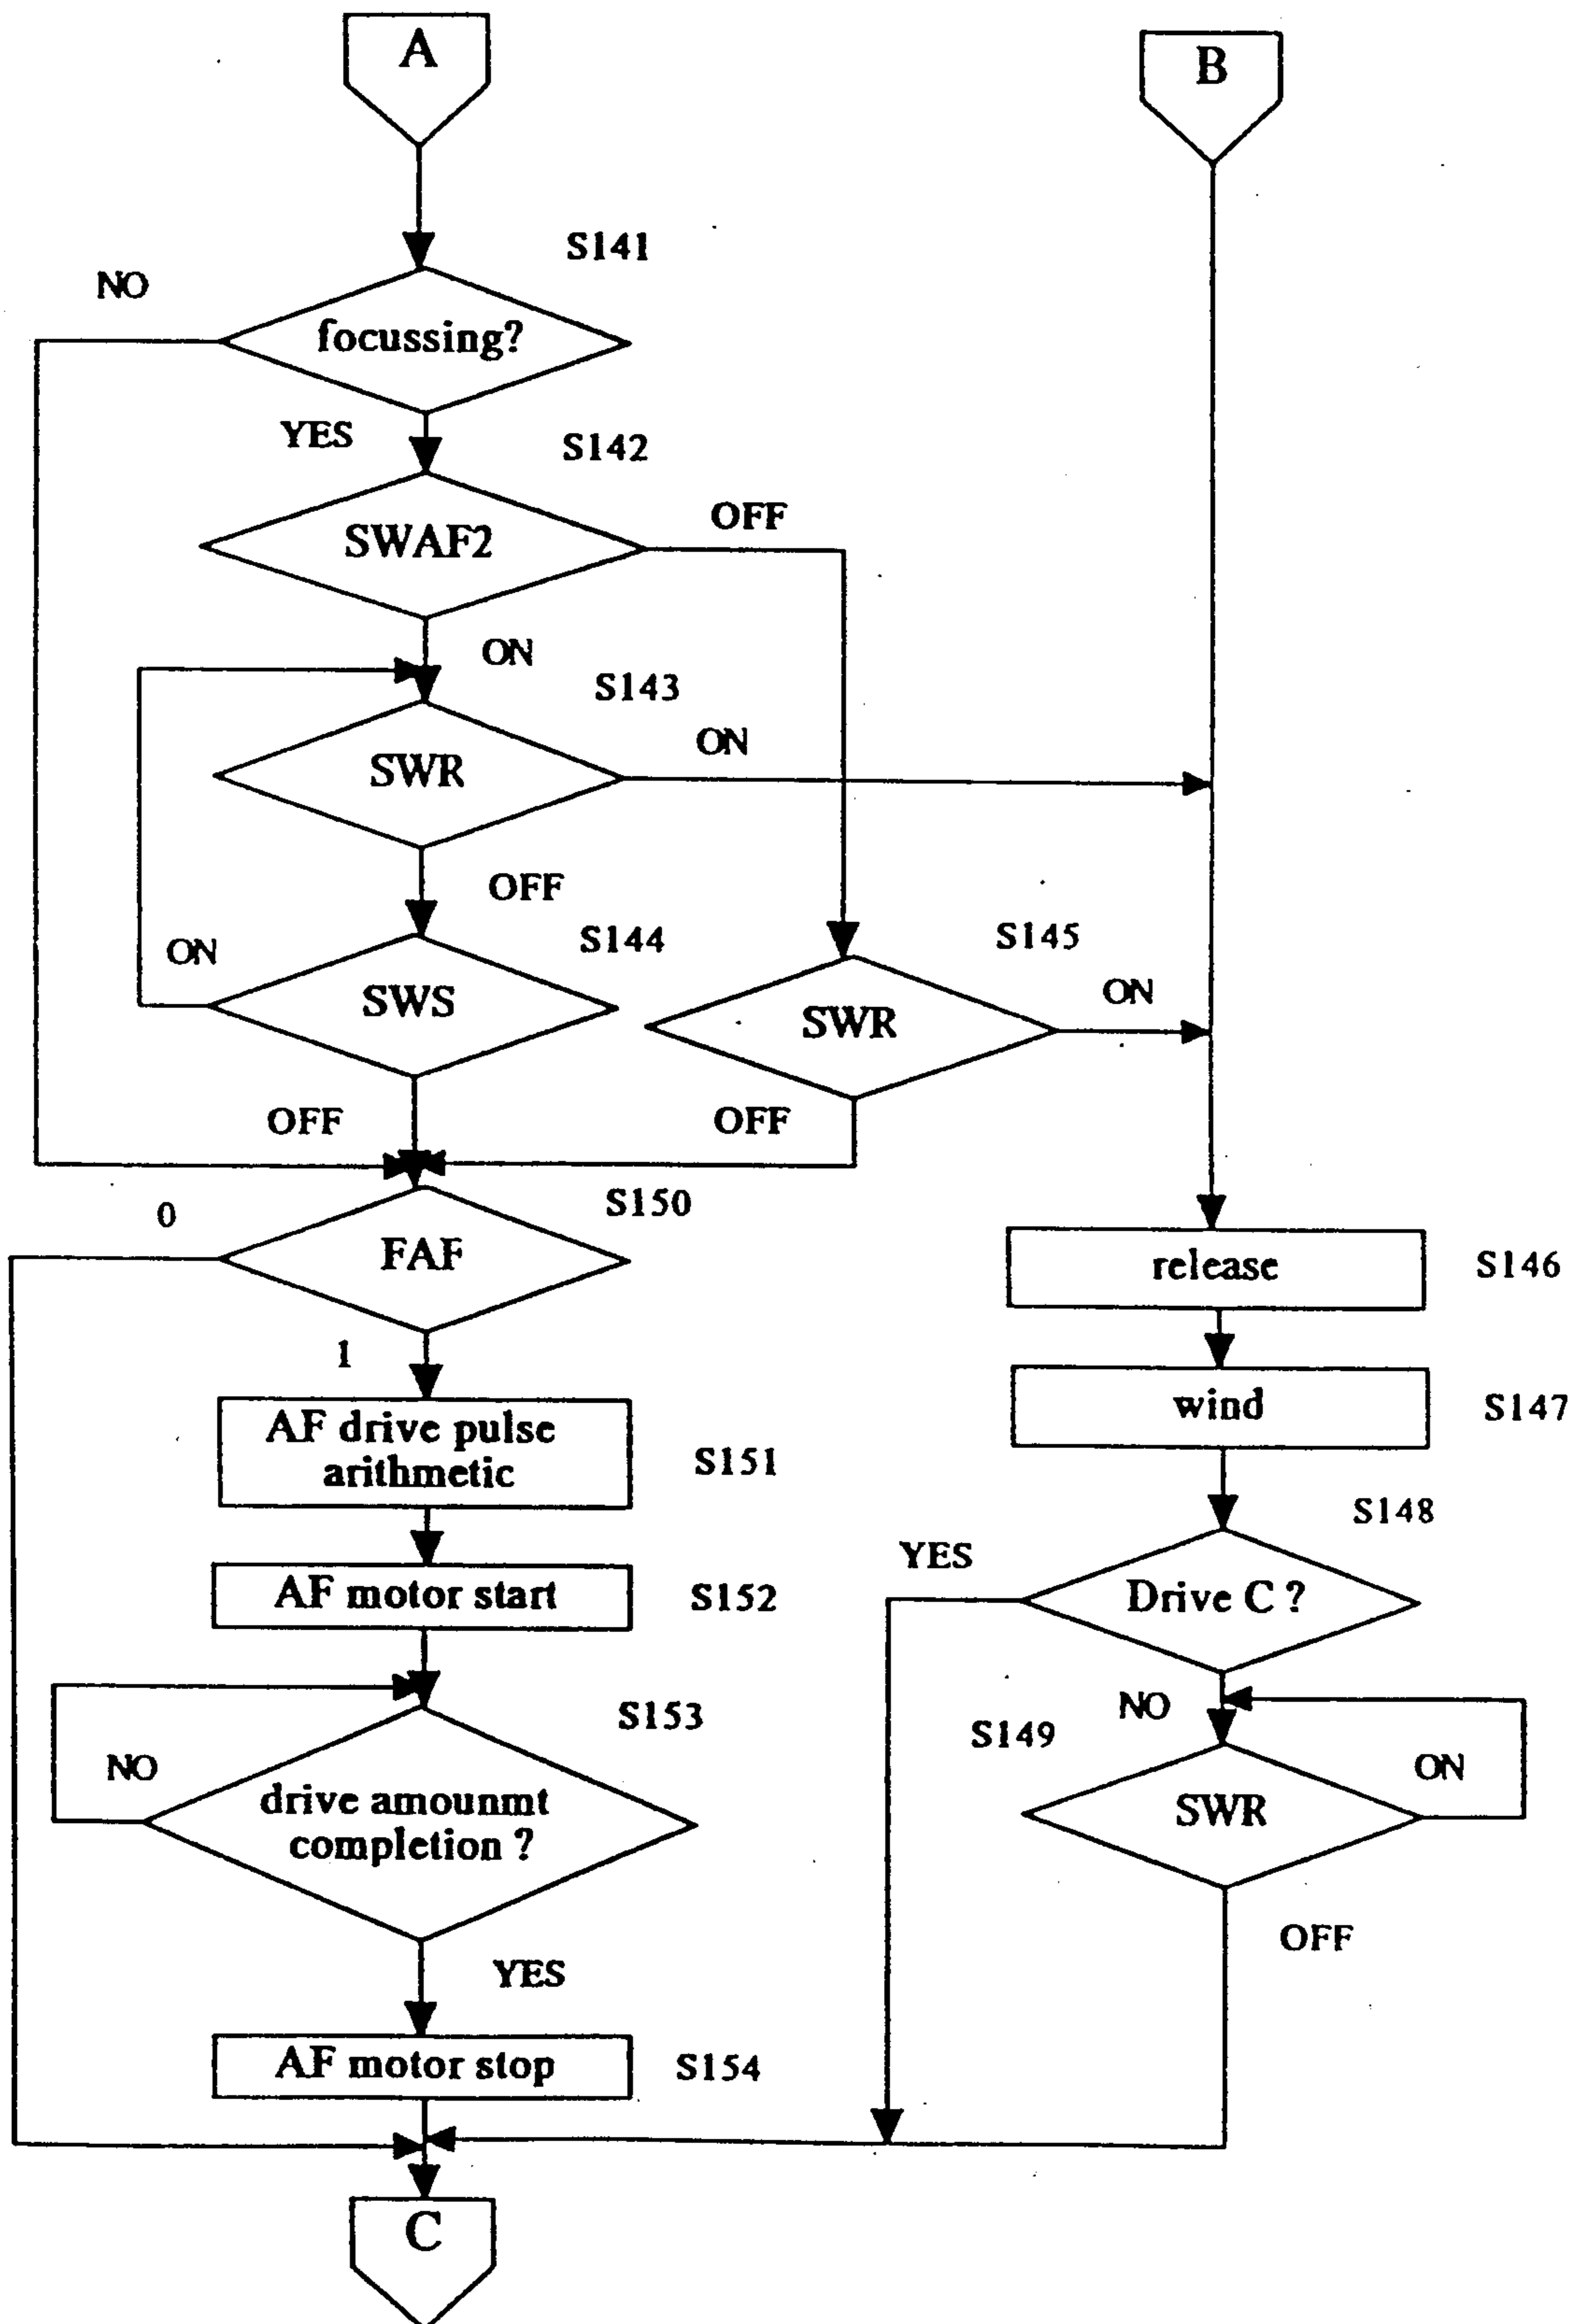 A
B
S141
NO
focussing?
YES
S142
OFF
SWAF2
ON
S143
ON
SWR
OFF
S144
S145
ON
ON
SWS
SWR
OFF
OFF
S150
0
FAF
release
S146
1
wind
S147
AF drive pulse
arithmetic
S151
S148
YES
AF motor start
S152
Drive C ?
NO
S153
S149
NO
ON
drive amounmt
completion ?
SWR
OFF
YES
AF motor stop
S154
C